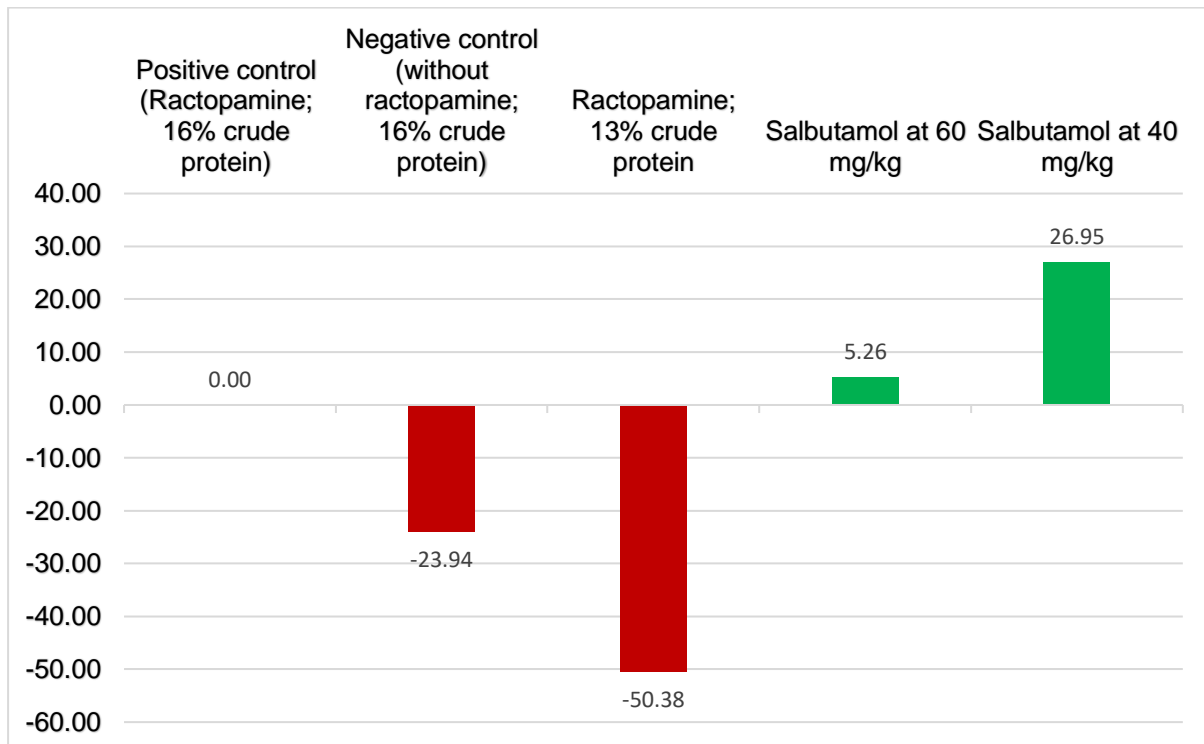 Positive control
(Ractopamine;
16% crude
protein)
Negative control
(without
ractopamine;
16% crude
protein)
Ractopamine;
13% crude
protein
Salbutamol at 60
mg/kg
Salbutamol at 40
mg/kg
40.00
30.00
20.00
10.00
0.00
-10.00
-20.00
-30.00
-40.00
-50.00
-60.00
0.00
-23.94
-50.38
5.26
26.95